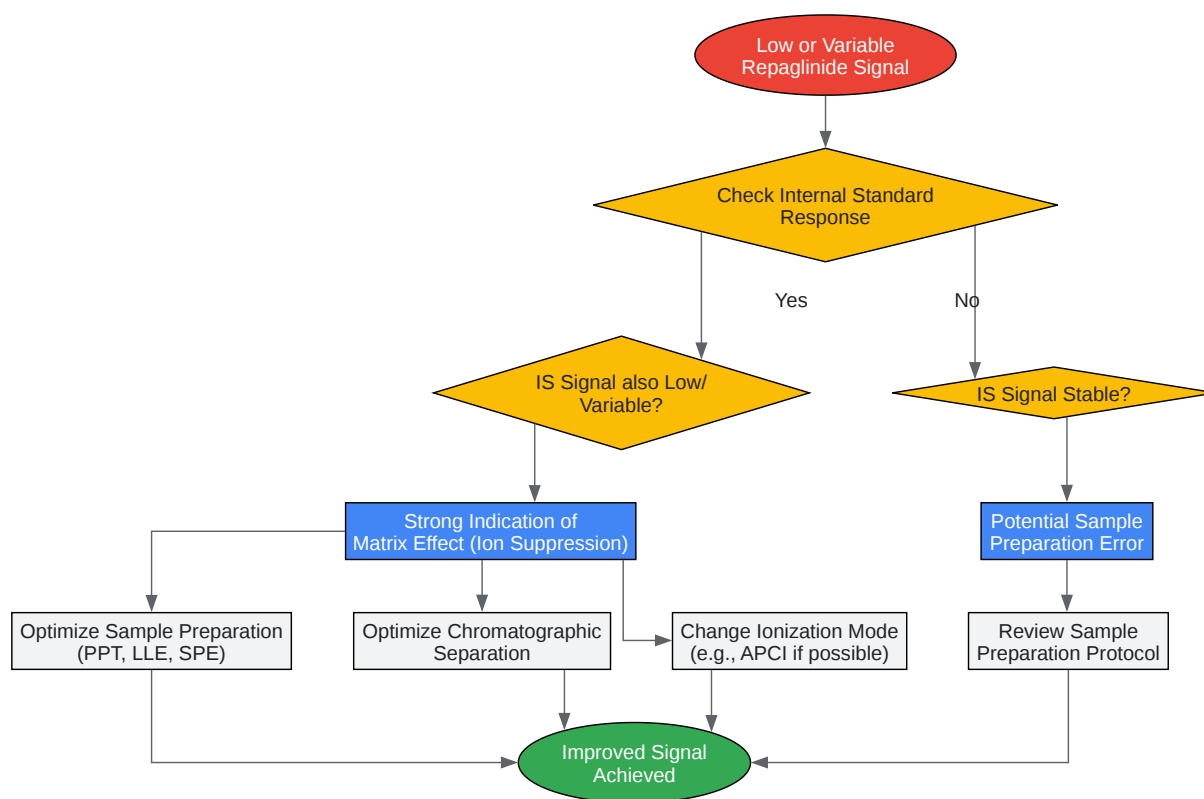 Low or Variable
Repaglinide Signal
Check Internal Standard
Response
Yes
No
IS Signal also Low/
Variable?
IS Signal Stable?
Strong Indication of
Matrix Effect (Ion Suppression)
Potential Sample
Preparation Error
Optimize Sample Preparation
(PPT, LLE, SPE)
Optimize Chromatographic
Separation
Change Ionization Mode
(e.g., APCI if possible)
Review Sample
Preparation Protocol
Improved Signal
Achieved